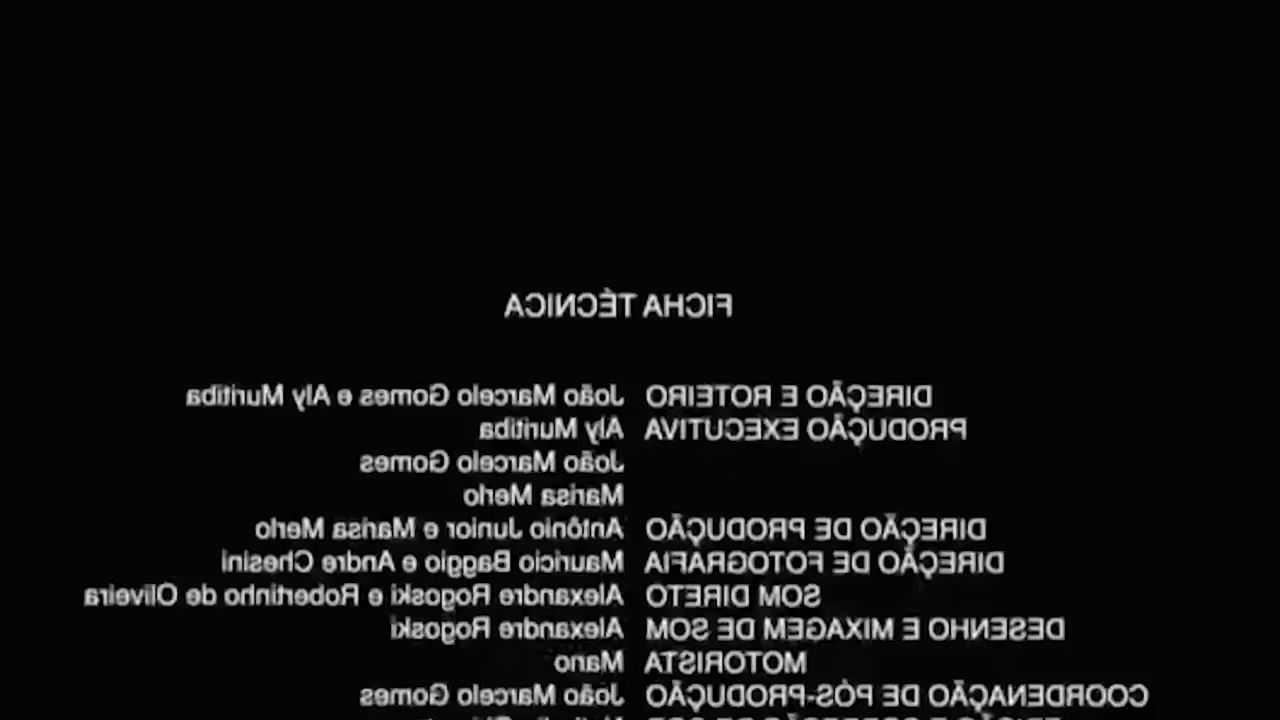 FICHA TÉCNICA
DIREÇÃO E ROTEIRO João Marcelo Gomes e Aly Muritiba
PRODUÇÃO EXECUTIVA Aly Muritiba
João Marcelo Gomes
Marisa Merlo
DIREÇÃO DE PRODUÇÃO Antônio Junior e Marisa Merlo
DIREÇÃO DE FOTOGRAFIA Mauricio Baggio e Andre Chesini
SOM DIRETO Alexandre Rogoski e Robertinho de Oliveira
DESENHO E MIXAGEM DE SOM Alexandre Rogoski
MOTORISTA Mano
COORDENAÇÃO DE PÓS-PRODUÇÃO João Marcelo Gomes